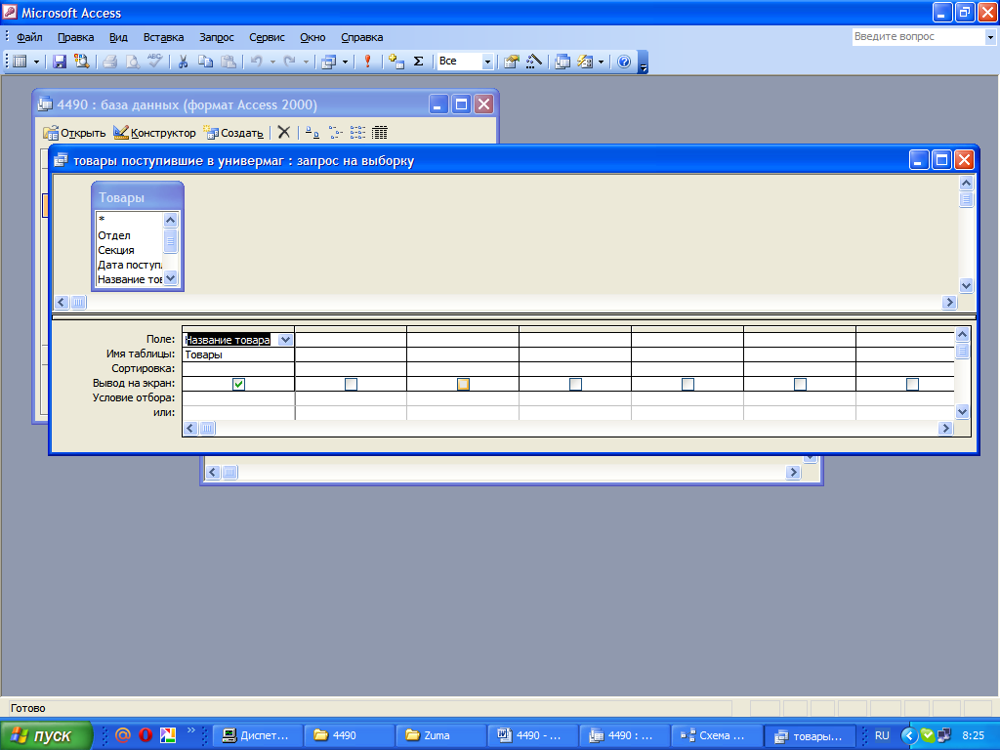 Microsoft Access
Файл Правка Вид Вставка Запрос Сервис Окно Справка
Введите вопрос
Все
4490 : база данных (формат Access 2000)
Открыть Конструктор Создать
товары поступившие в универмаг : запрос на выборку
Товары
*
Отдел
Секция
Дата поступл
Название тов
Поле: Название товара
Имя таблицы: Товары
Сортировка:
Вывод на экран:
Условие отбора:
или:
Готово
пуск
Диспет... 4490 Zuma 4490 - ... 4490 : ... Схема ... товары... RU 8:25